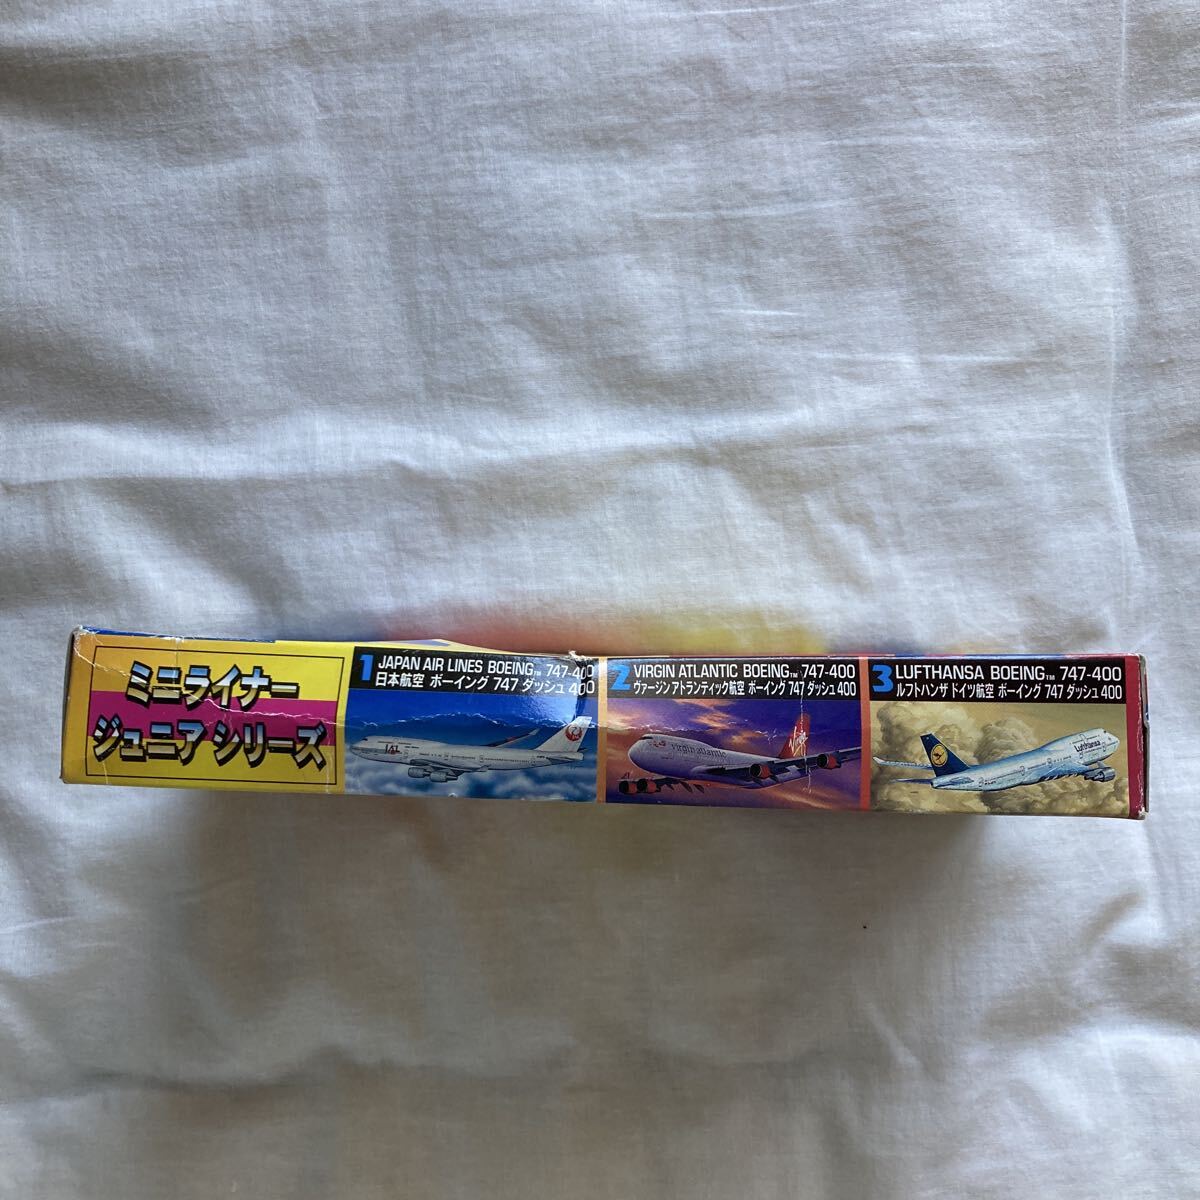 ミニライナー
ジュニア シリーズ
1 JAPAN AIR LINES BOEING™ 747-400
日本航空 ボーイング 747 ダッシュ 400
JAL
2 VIRGIN ATLANTIC BOEING™ 747-400
ヴァージン アトランティック航空 ボーイング 747 ダッシュ 400
virgin atlantic
3 LUFTHANSA BOEING™ 747-400
ルフトハンザ ドイツ航空 ボーイング 747 ダッシュ 400
Lufthansa